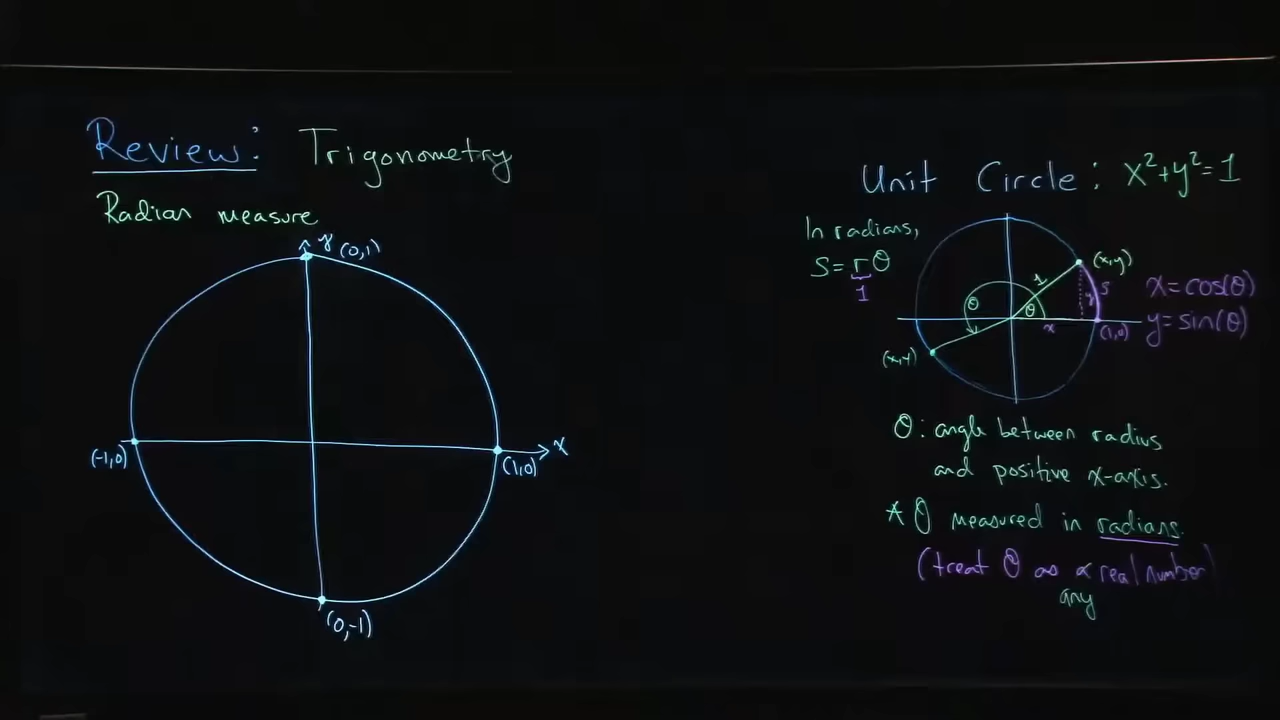 Review: Trigonometry
Radian measure
y (0,1)
x
(-1,0)
(1,0)
(0,-1)
Unit Circle: x²+y²=1
In radians,
S=rθ
1
(x,y)
1
s
y
θ
θ
x
(1,0)
(x,y)
x=cos(θ)
y=sin(θ)
θ: angle between radius
and positive x-axis.
* θ measured in radians.
(treat θ as a real number)
any